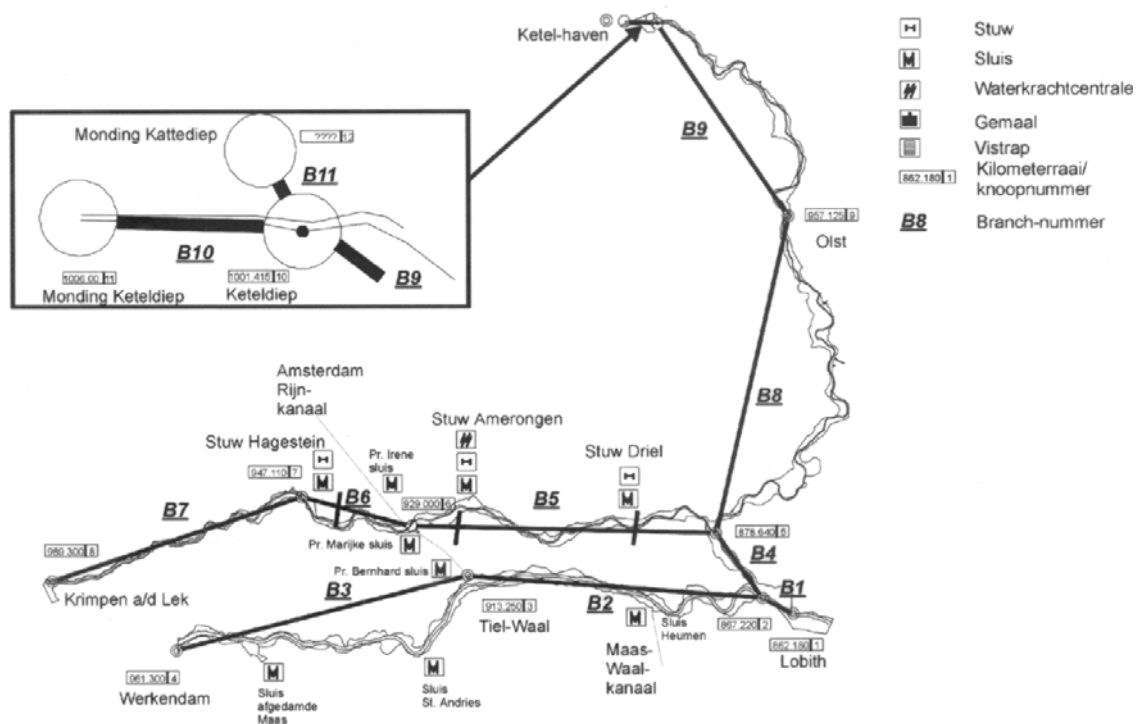 Ketel-haven
Stuw
Sluis
Waterkrachtcentrale
Gemaal
Vistrap
862.180 1
Kilometerraai/
knoopnummer
B8
Branch-nummer
Monding Kattediep
???? 12
B11
B10
B9
1006.00 11
Monding Keteldiep
1001.415 10
Keteldiep
B9
957.125 9
Olst
B8
Amsterdam
Rijn-
kanaal
Stuw Hagestein
947.110 7
Pr. Irene
sluis
Stuw Amerongen
929.000 6
Stuw Driel
B7
B6
B5
878.640 5
B4
Pr. Marijke sluis
Pr. Bernhard sluis
989.300 8
Krimpen a/d Lek
B3
B2
B1
913.250 3
Tiel-Waal
Sluis
Heumen
867.220 2
862.180 1
Lobith
Maas-
Waal-
kanaal
961.300 4
Werkendam
Sluis
afgedamde
Maas
Sluis
St. Andries